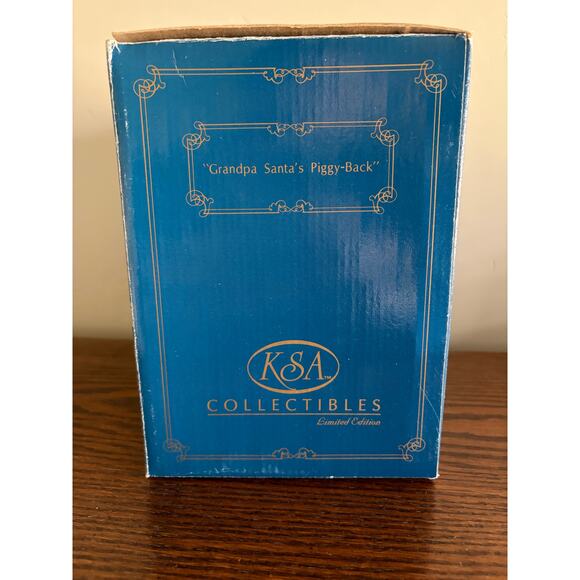 "Grandpa Santa's Piggy-Back"
KSA™
COLLECTIBLES
Limited Edition